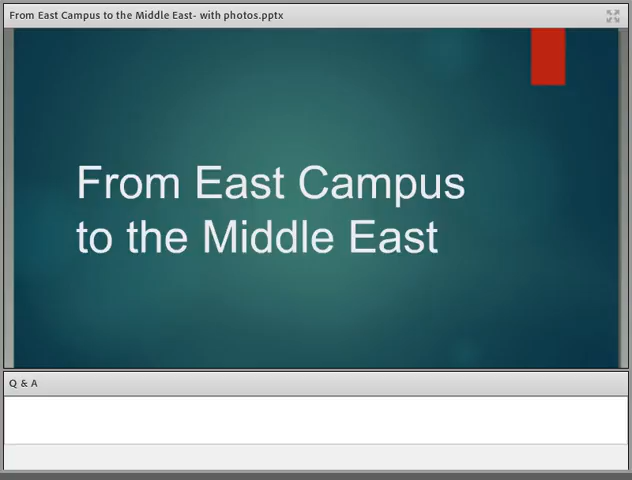 From East Campus to the Middle East- with photos.pptx
From East Campus
to the Middle East
Q & A